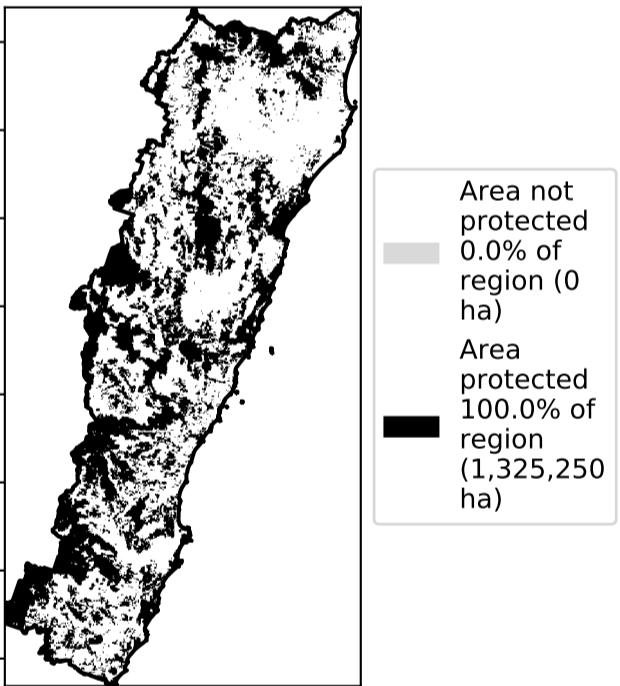 Area not
protected
0.0% of
region (0
ha)
Area
protected
100.0% of
region
(1,325,250
ha)